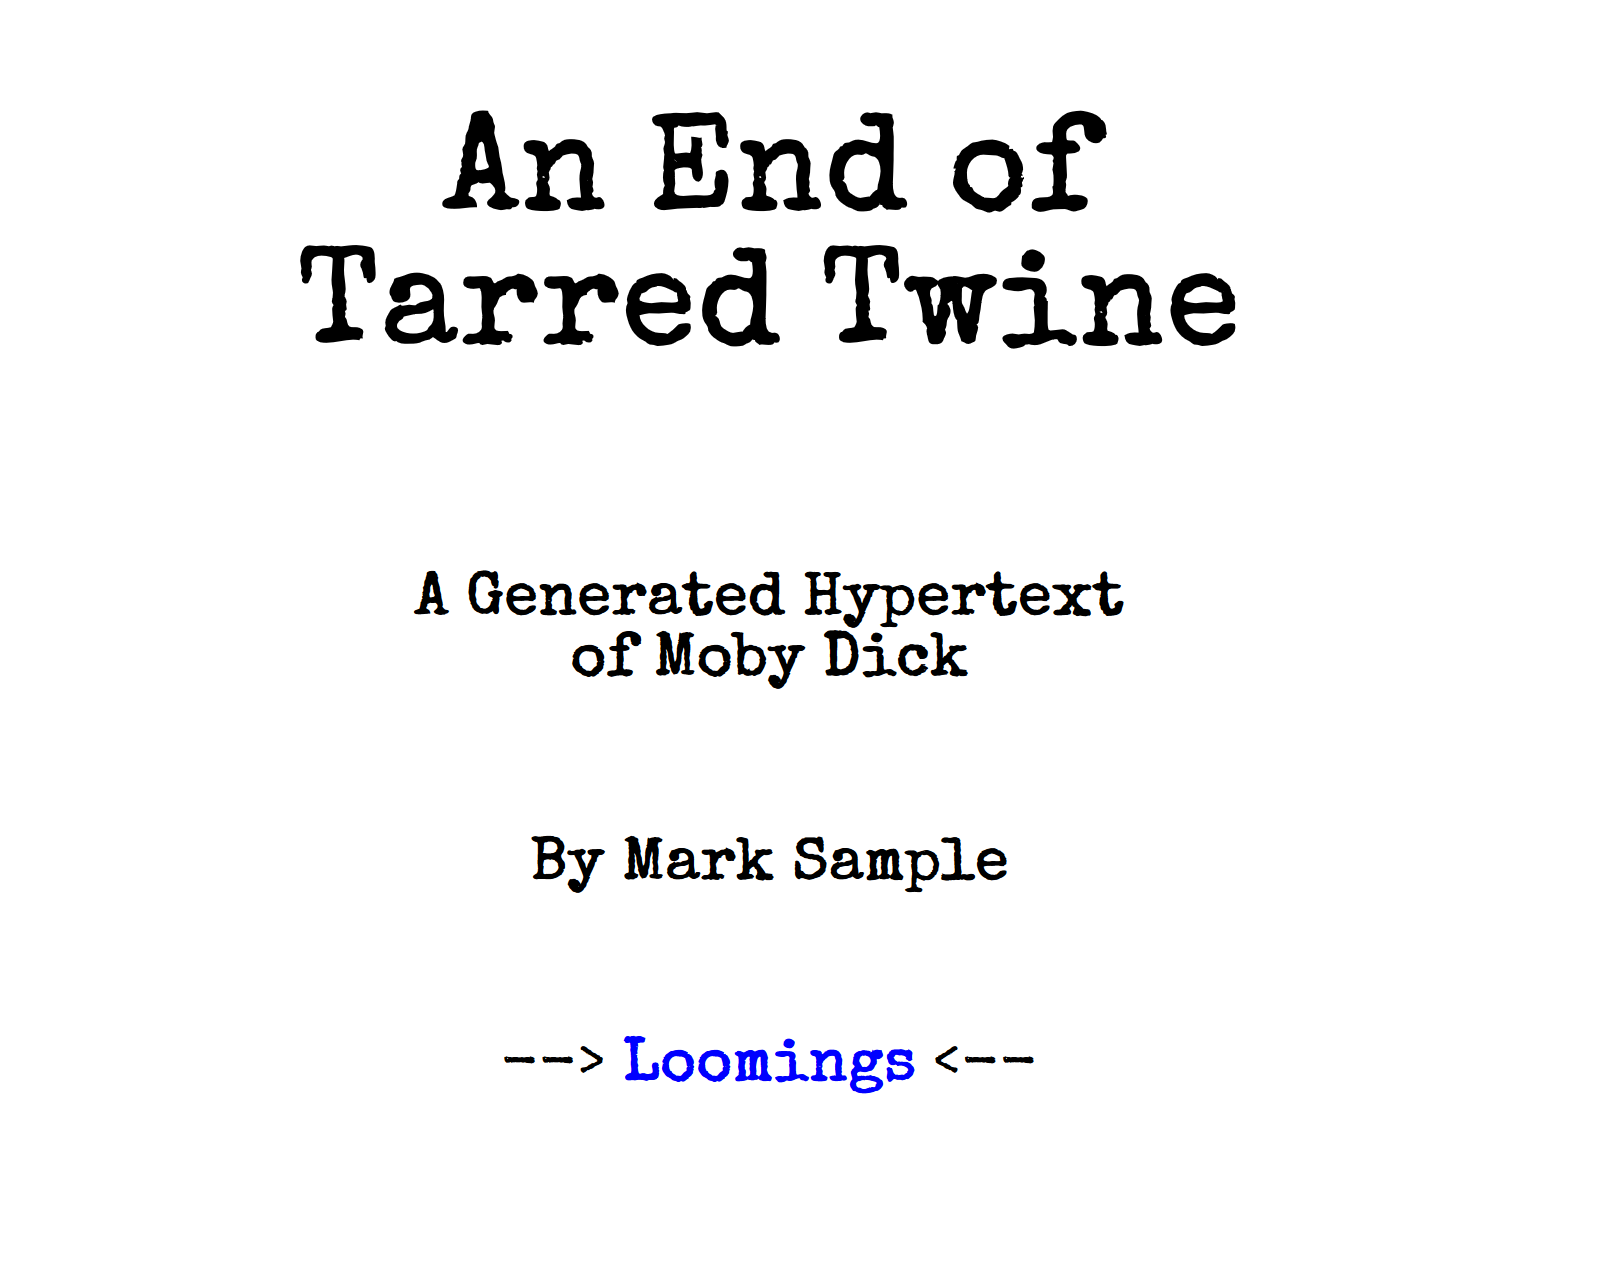 An End of
Tarred Twine
A Generated Hypertext
of Moby Dick
By Mark Sample
--> Loomings <--